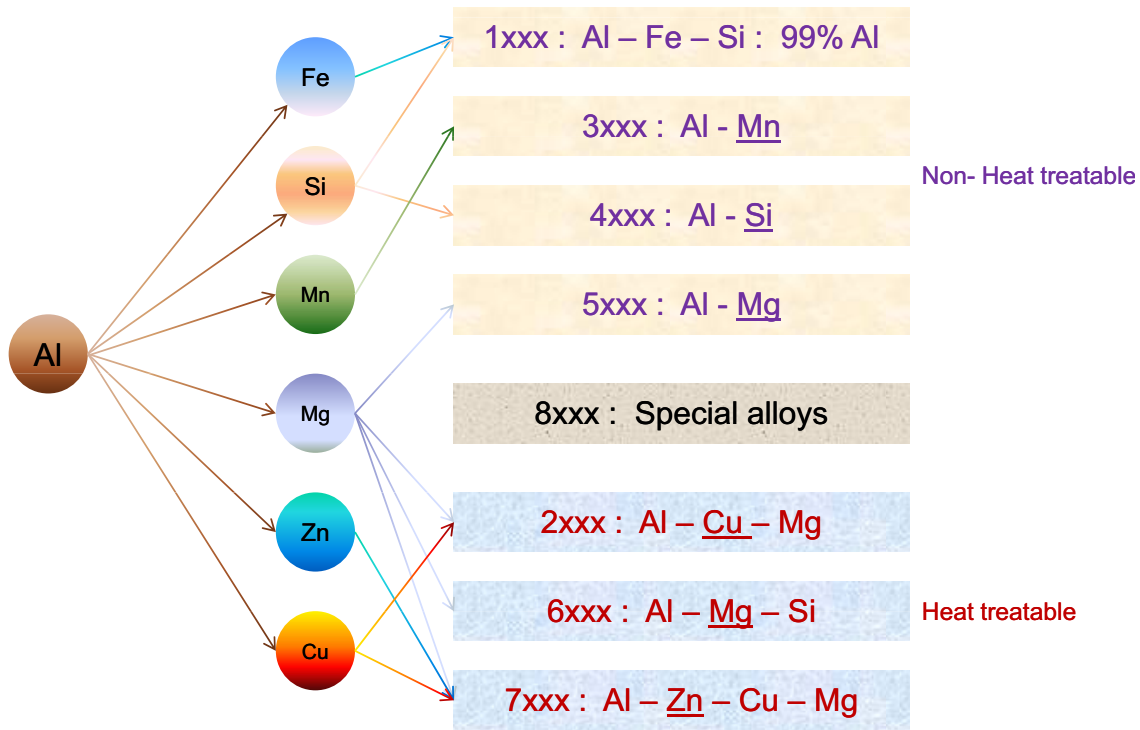 Al
Fe
Si
Mn
Mg
Zn
Cu
1xxx : Al – Fe – Si : 99% Al
3xxx : Al - Mn
4xxx : Al - Si
5xxx : Al - Mg
8xxx : Special alloys
2xxx : Al – Cu – Mg
6xxx : Al – Mg – Si
7xxx : Al – Zn – Cu – Mg
Non- Heat treatable
Heat treatable